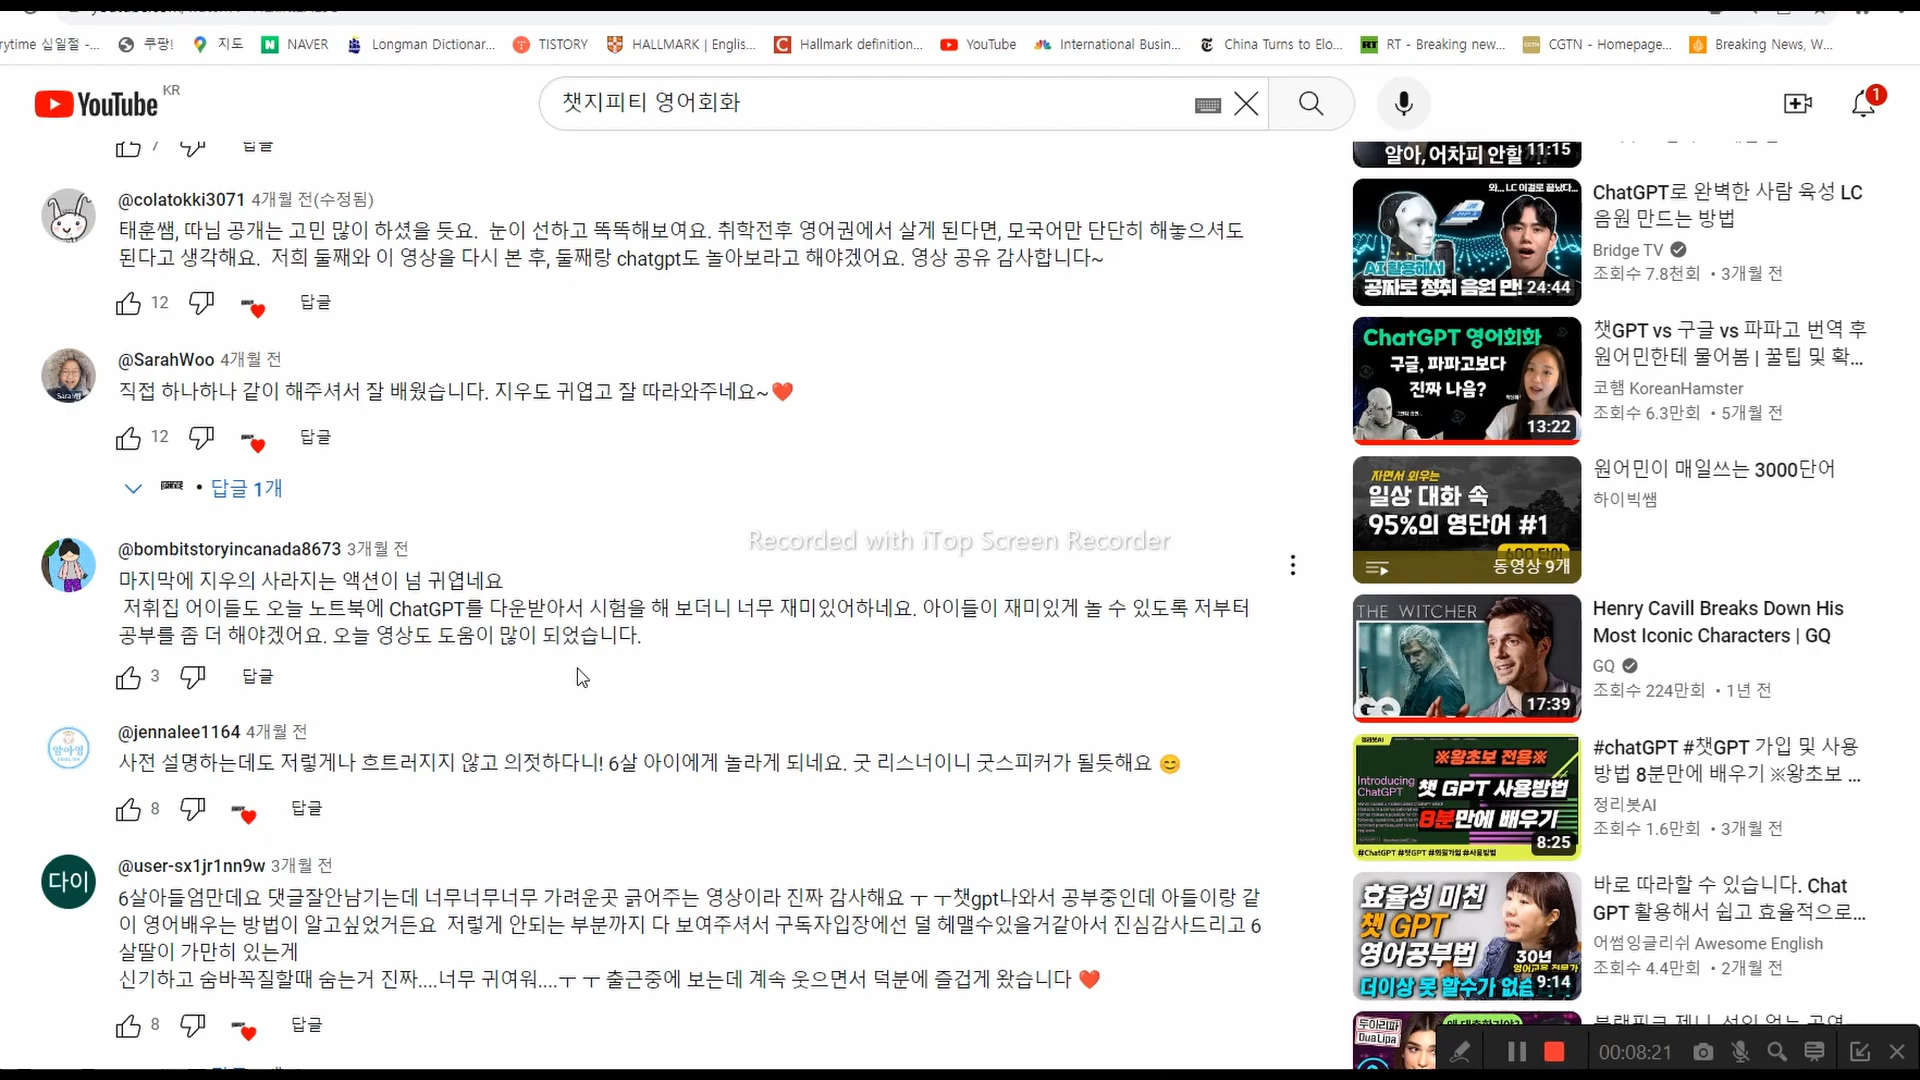 rytime 십일절 -...
쿠팡!
지도
NAVER
Longman Dictionar...
TISTORY
HALLMARK | Englis...
Hallmark definition...
YouTube
International Busin...
China Turns to Elo...
RT - Breaking new...
CGTN - Homepage...
Breaking News, W...
YouTube KR
챗지피티 영어회화
1
7
답글
@colatokki3071 4개월 전(수정됨)
태훈쌤, 따님 공개는 고민 많이 하셨을 듯요. 눈이 선하고 똑똑해보여요. 취학전후 영어권에서 살게 된다면, 모국어만 단단히 해놓으셔도
된다고 생각해요. 저희 둘째와 이 영상을 다시 본 후, 둘째랑 chatgpt도 놀아보라고 해야겠어요. 영상 공유 감사합니다~
12
답글
@SarahWoo 4개월 전
직접 하나하나 같이 해주셔서 잘 배웠습니다. 지우도 귀엽고 잘 따라와주네요~❤️
12
답글
• 답글 1개
Recorded with iTop Screen Recorder
@bombitstoryincanada8673 3개월 전
마지막에 지우의 사라지는 액션이 넘 귀엽네요
저휘집 어이들도 오늘 노트북에 ChatGPT를 다운받아서 시험을 해 보더니 너무 재미있어하네요. 아이들이 재미있게 놀 수 있도록 저부터
공부를 좀 더 해야겠어요. 오늘 영상도 도움이 많이 되었습니다.
3
답글
@jennalee1164 4개월 전
사전 설명하는데도 저렇게나 흐트러지지 않고 의젓하다니! 6살 아이에게 놀라게 되네요. 굿 리스너이니 굿스피커가 될듯해요 😊
8
답글
다이
@user-sx1jr1nn9w 3개월 전
6살아들엄만데요 댓글잘안남기는데 너무너무너무 가려운곳 긁어주는 영상이라 진짜 감사해요 ㅜ ㅜ챗gpt나와서 공부중인데 아들이랑 같
이 영어배우는 방법이 알고싶었거든요 저렇게 안되는 부분까지 다 보여주셔서 구독자입장에선 덜 헤맬수있을거같아서 진심감사드리고 6
살딸이 가만히 있는게
신기하고 숨바꼭질할때 숨는거 진짜....너무 귀여워....ㅜ ㅜ 출근중에 보는데 계속 웃으면서 덕분에 즐겁게 왔습니다 ❤️
8
답글
알아, 어차피 안할
11:15
와... LC 이걸로 끝났다...
AI 활용해서
공짜로 청취 음원 만!
24:44
ChatGPT로 완벽한 사람 육성 LC
음원 만드는 방법
Bridge TV
조회수 7.8천회 • 3개월 전
ChatGPT 영어회화
구글, 파파고보다
진짜 나음?
13:22
챗GPT vs 구글 vs 파파고 번역 후
원어민한테 물어봄 | 꿀팁 및 확...
코햄 KoreanHamster
조회수 6.3만회 • 5개월 전
자면서 외우는
일상 대화 속
95%의 영단어 #1
600 단어
동영상 9개
원어민이 매일쓰는 3000단어
하이빅쌤
THE WITCHER
GQ
17:39
Henry Cavill Breaks Down His
Most Iconic Characters | GQ
GQ
조회수 224만회 • 1년 전
정리봇AI
※왕초보 전용※
Introducing
ChatGPT
챗 GPT 사용방법
8분만에 배우기
8:25
#ChatGPT #챗GPT #회원가입 #사용방법
#chatGPT #챗GPT 가입 및 사용
방법 8분만에 배우기 ※왕초보 ...
정리봇AI
조회수 1.6만회 • 3개월 전
효율성 미친
챗 GPT
영어공부법
30년
영어교육 전문가
더이상 못 할수가 없음
9:14
바로 따라할 수 있습니다. Chat
GPT 활용해서 쉽고 효율적으로...
어썸잉글리쉬 Awesome English
조회수 4.4만회 • 2개월 전
두아리파
Dua Lipa
00:08:21